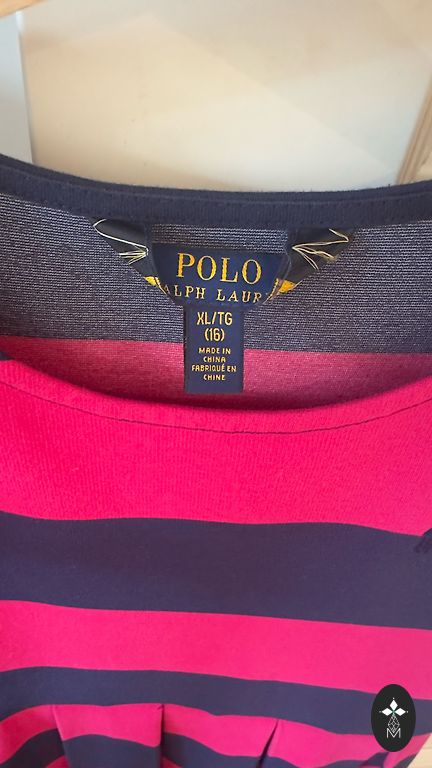 POLO
ALPH LAUR
XL/TG
(16)
MADE IN
CHINA
FABRIQUÉ EN
CHINE